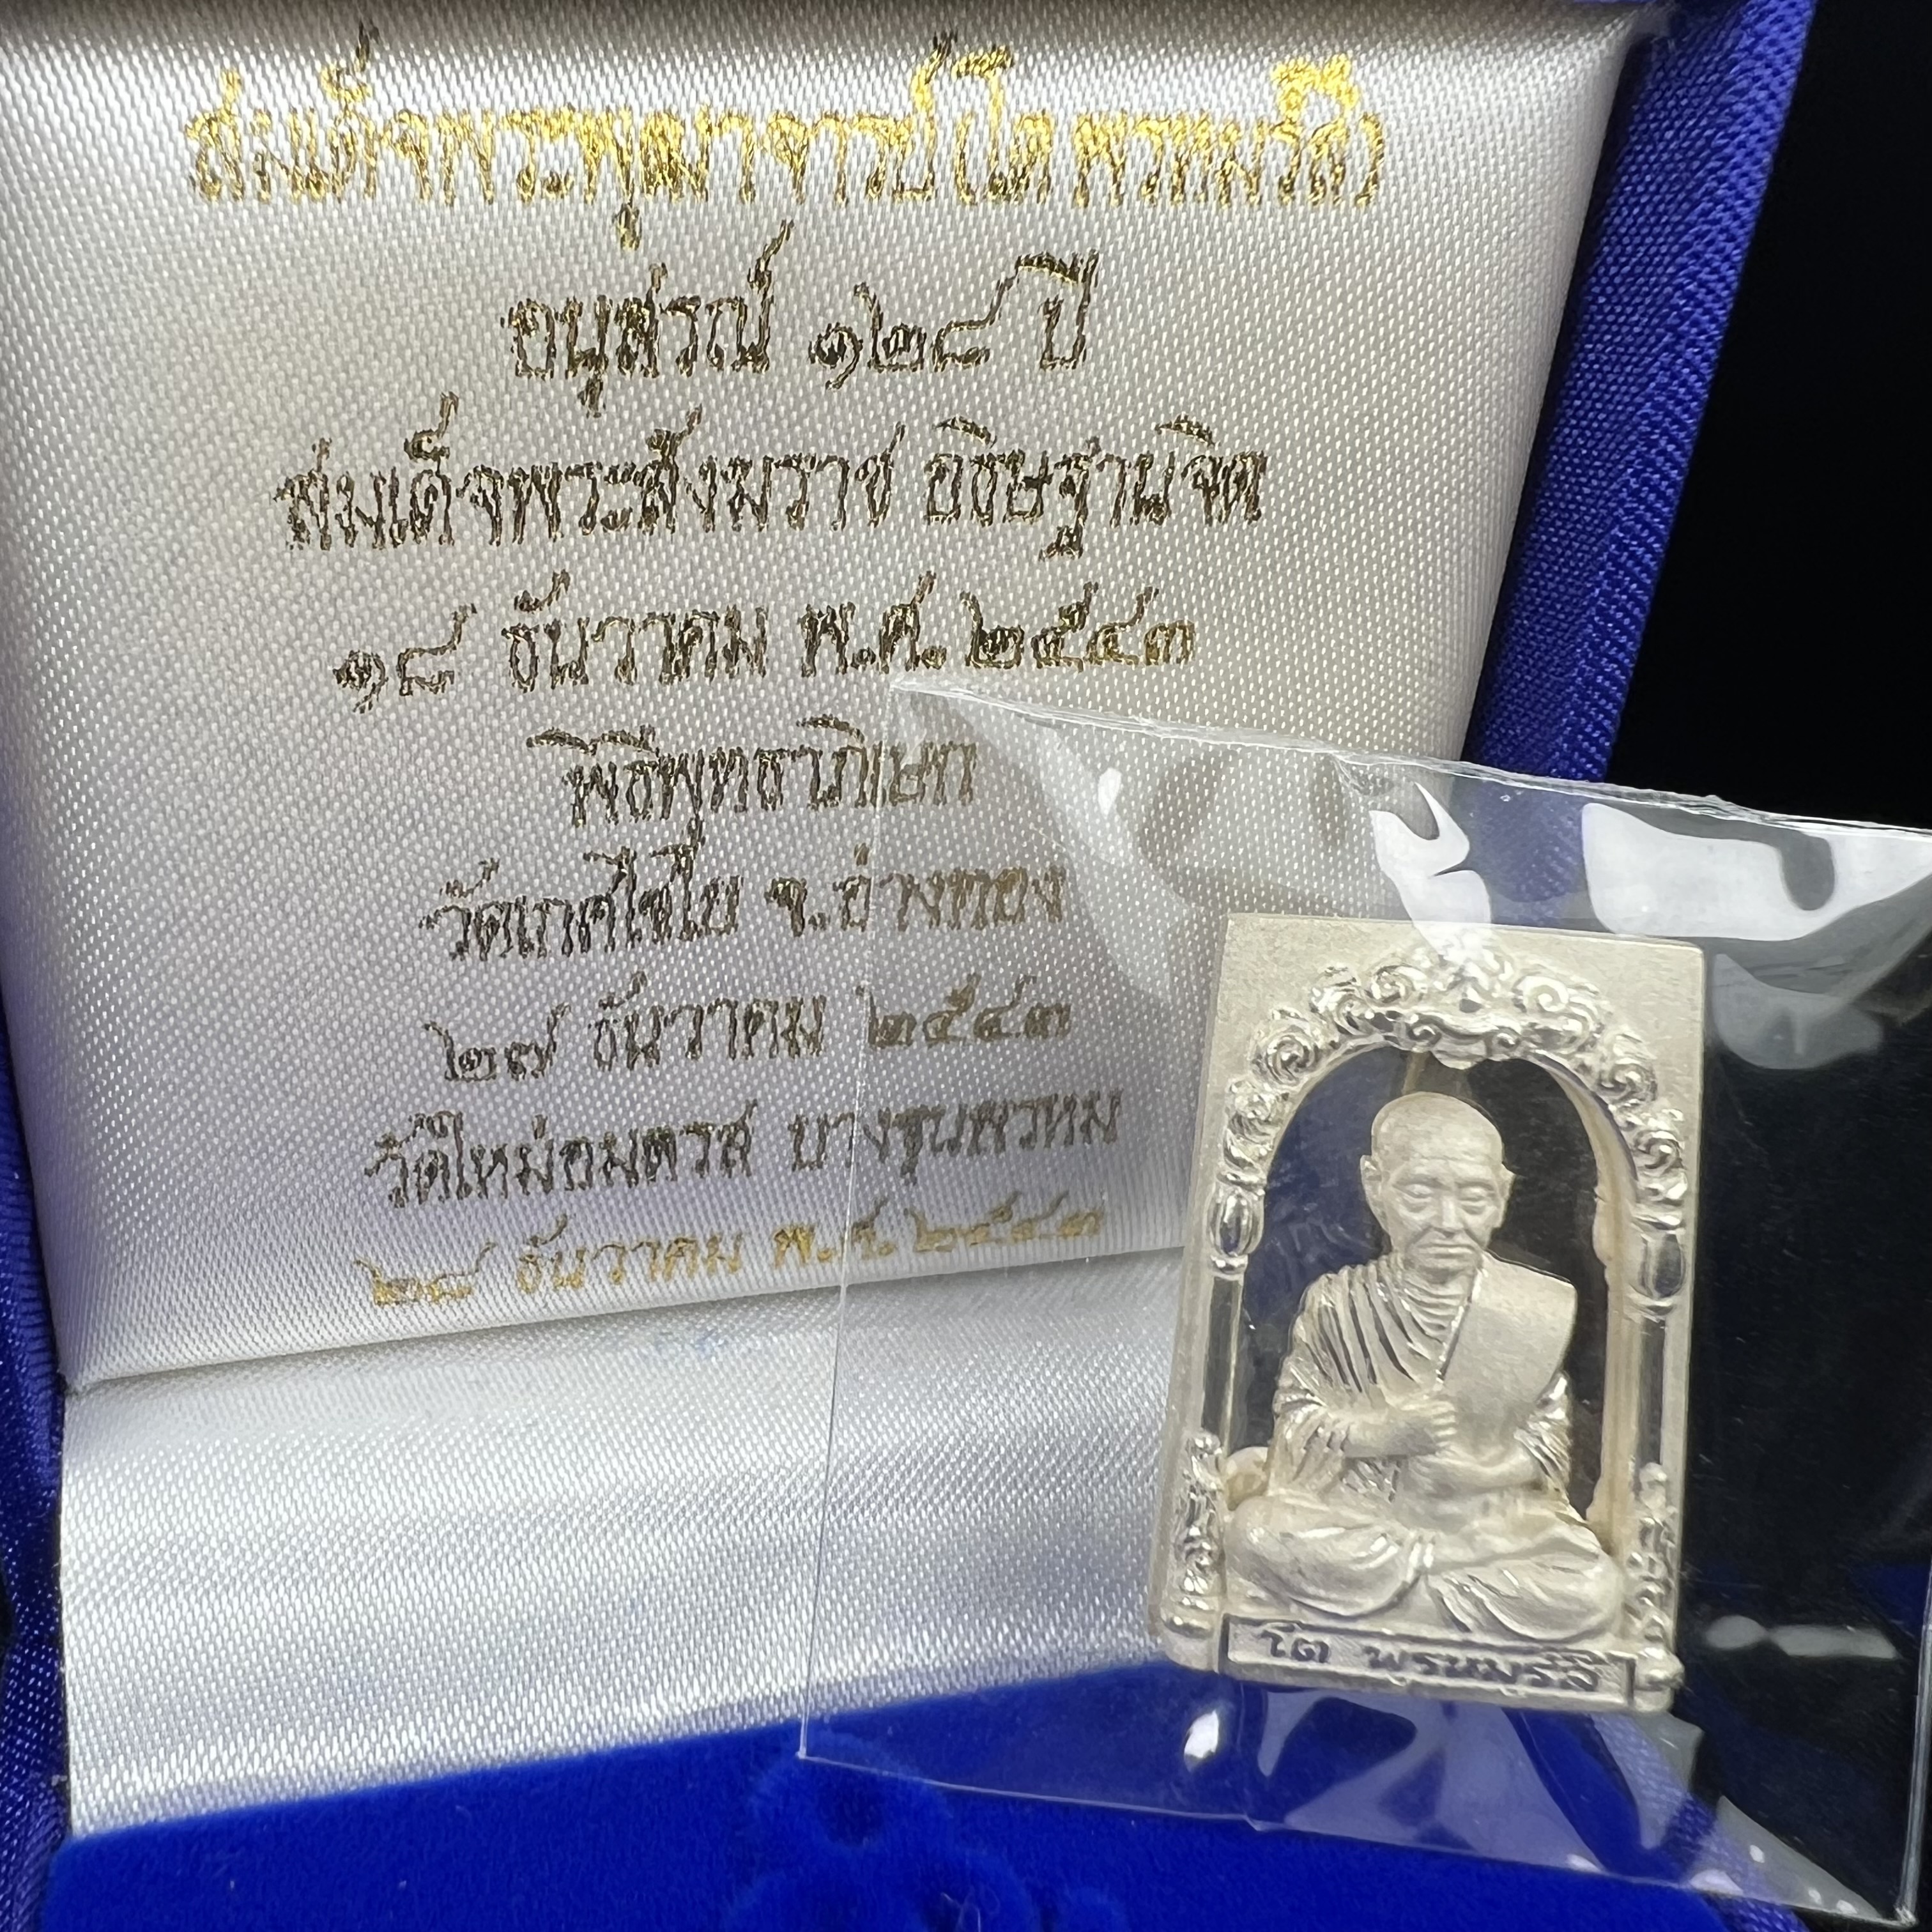 สมเด็จพระพุฒาจารย์(โต พรหมรังสี)
อนุสรณ์ ๑๒๘ ปี
สมเด็จพระสังฆราช อธิษฐานจิต
๑๘ ธันวาคม พ.ศ. ๒๕๔๓
พิธีพุทธาภิเษก
วัดเกศไชโย จ.อ่างทอง
๒๗ ธันวาคม ๒๕๔๓
วัดใหม่อมตรส บางขุนพรหม
๒๘ ธันวาคม พ.ศ. ๒๕๔๓
โต พฺรหฺมรํสี